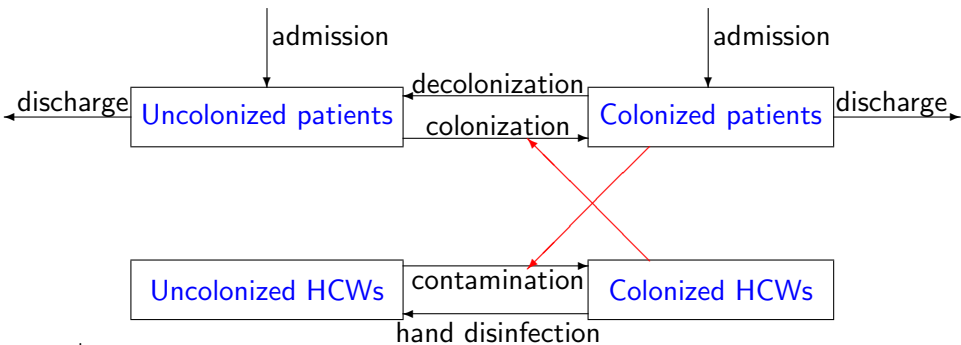 admission
admission
decolonization
discharge
Uncolonized patients
Colonized patients
discharge
colonization
contamination
Uncolonized HCWs
Colonized HCWs
hand disinfection